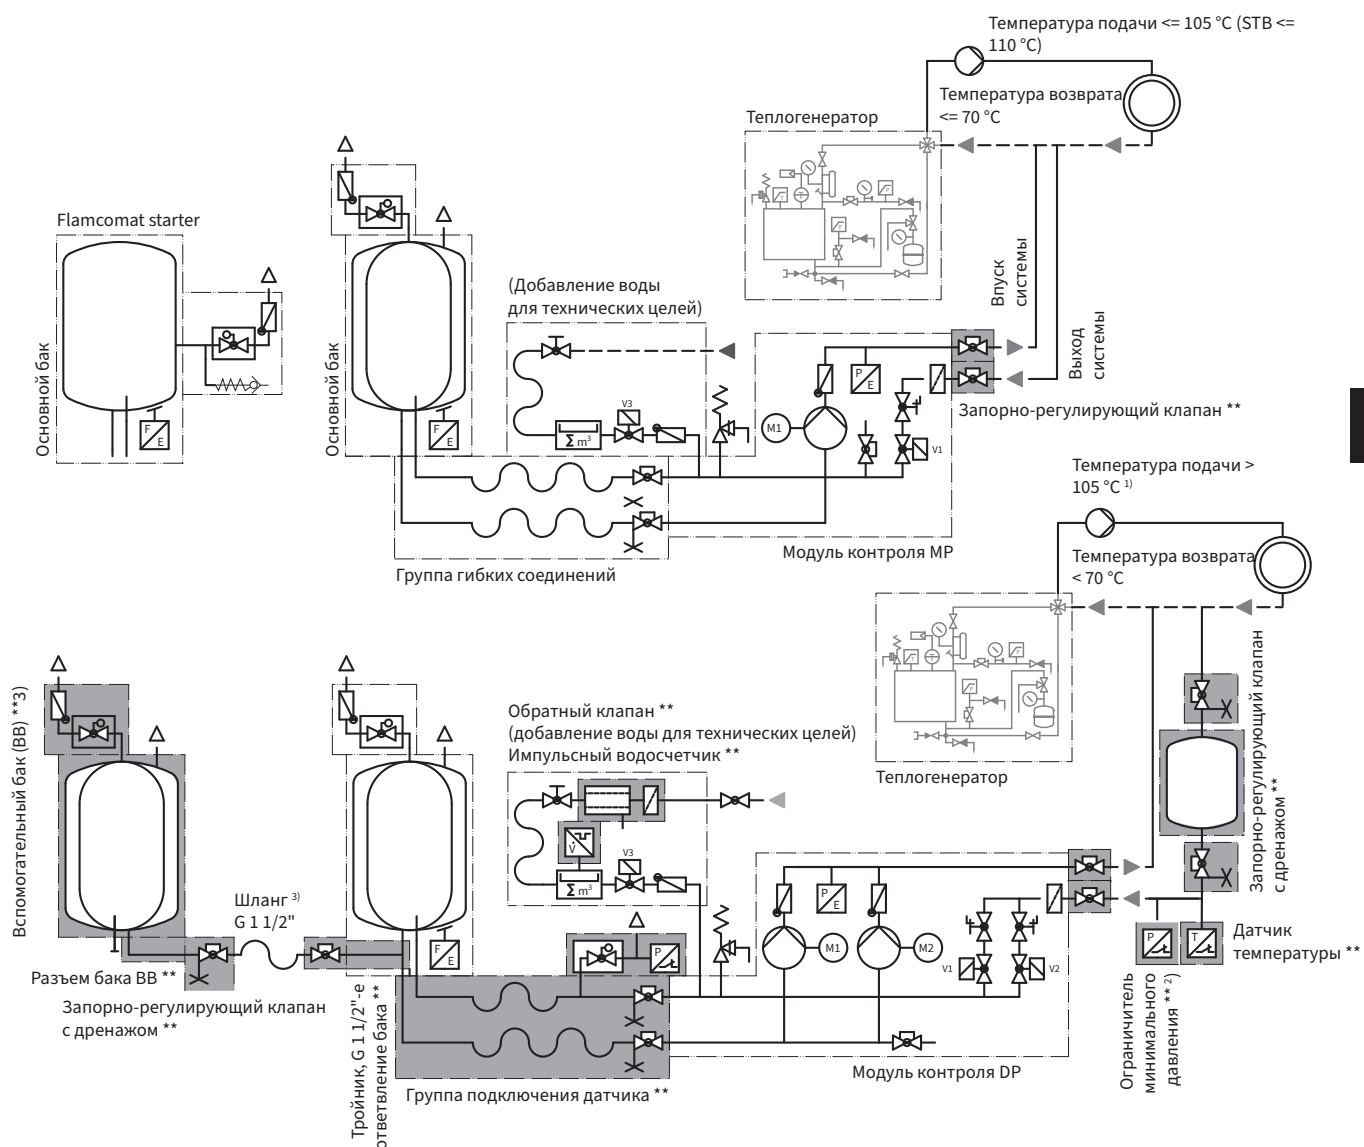 Температура подачи <= 105 °C (STB <=
110 °C)
Температура возврата
<= 70 °C
Теплогенератор
Flamcomat starter
Основной бак
F
E
Основной бак
F
E
(Добавление воды
для технических целей)
V3
Σ m³
Впуск
системы
Выход
системы
P
E
M1
V1
Запорно-регулирующий клапан **
Модуль контроля MP
Группа гибких соединений
Температура подачи >
105 °C ¹⁾
Температура возврата
< 70 °C
Теплогенератор
Вспомогательный бак (BB) **3)
Шланг ³⁾
G 1 1/2"
Разъем бака BB **
Запорно-регулирующий клапан
с дренажом **
Тройник, G 1 1/2"-е
ответвление бака **
F
E
Обратный клапан **
(добавление воды для технических целей)
Импульсный водосчетчик **
V̇
V3
Σ m³
P
Группа подключения датчика **
P
E
M1
M2
V1
V2
Модуль контроля DP
Запорно-регулирующий клапан
с дренажом **
P
T
Датчик
температуры **
Ограничитель
минимального
давления ** ²⁾